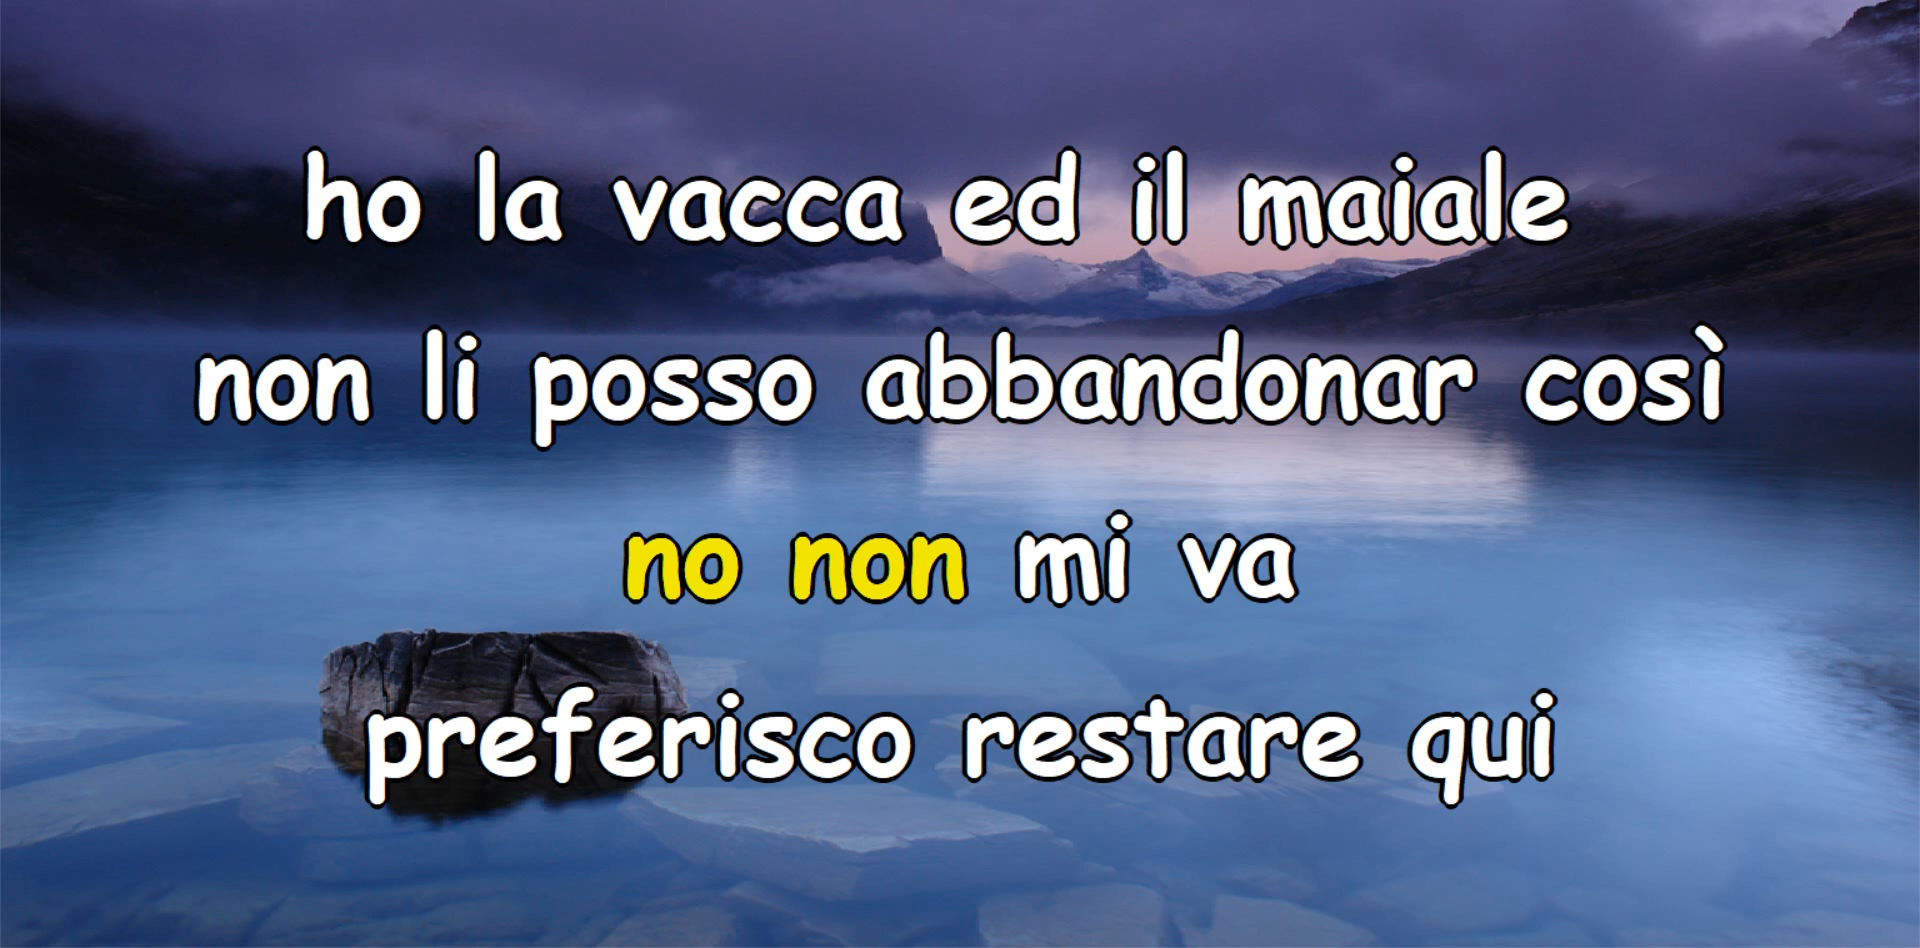 ho la vacca ed il maiale
non li posso abbandonar così
no non mi va
preferisco restare qui